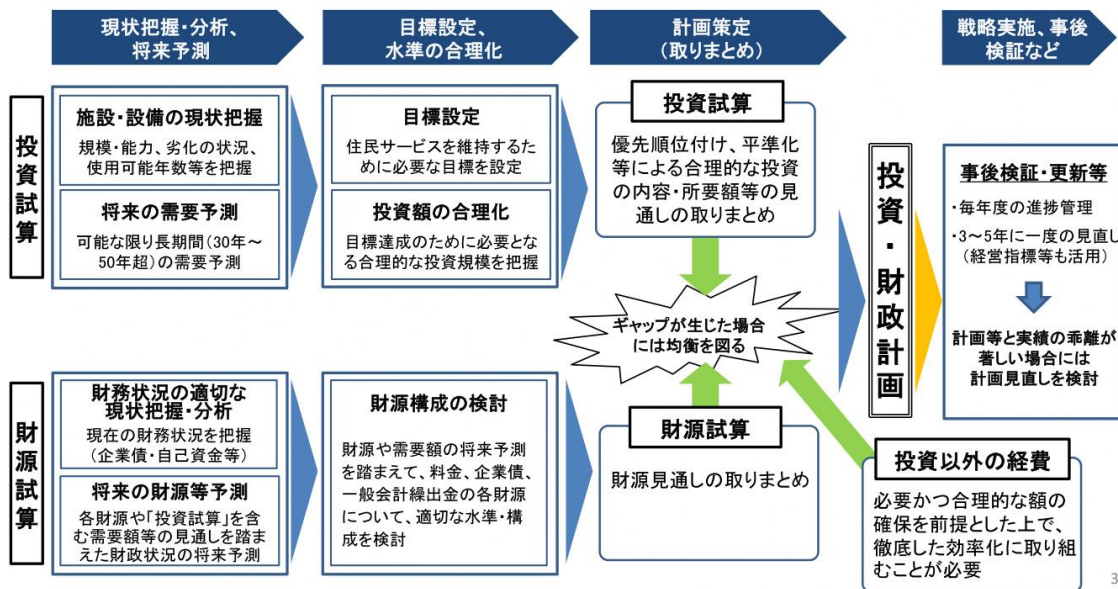 現状把握・分析、
将来予測
目標設定、
水準の合理化
計画策定
(取りまとめ)
戦略実施、事後
検証など
投資試算
施設・設備の現状把握
規模・能力、劣化の状況、
使用可能年数等を把握
将来の需要予測
可能な限り長期間(30年～
50年超)の需要予測
目標設定
住民サービスを維持するた
めに必要な目標を設定
投資額の合理化
目標達成のために必要とな
る合理的な投資規模を把握
投資試算
優先順位付け、平準化
等による合理的な投資
の内容・所要額等の見
通しの取りまとめ
ギャップが生じた場合
には均衡を図る
投資・財政計画
事後検証・更新等
・毎年度の進捗管理
・3～5年に一度の見直し
(経営指標等も活用)
計画等と実績の乖離が
著しい場合には
計画見直しを検討
財源試算
財務状況の適切な
現状把握・分析
現在の財務状況を把握
(企業債・自己資金等)
将来の財源等予測
各財源や「投資試算」を含
む需要額等の見通しを踏ま
えた財政状況の将来予測
財源構成の検討
財源や需要額の将来予測
を踏まえて、料金、企業債、
一般会計繰出金の各財源
について、適切な水準・構
成を検討
財源試算
財源見通しの取りまとめ
投資以外の経費
必要かつ合理的な額の
確保を前提とした上で、
徹底した効率化に取り組
むことが必要
3